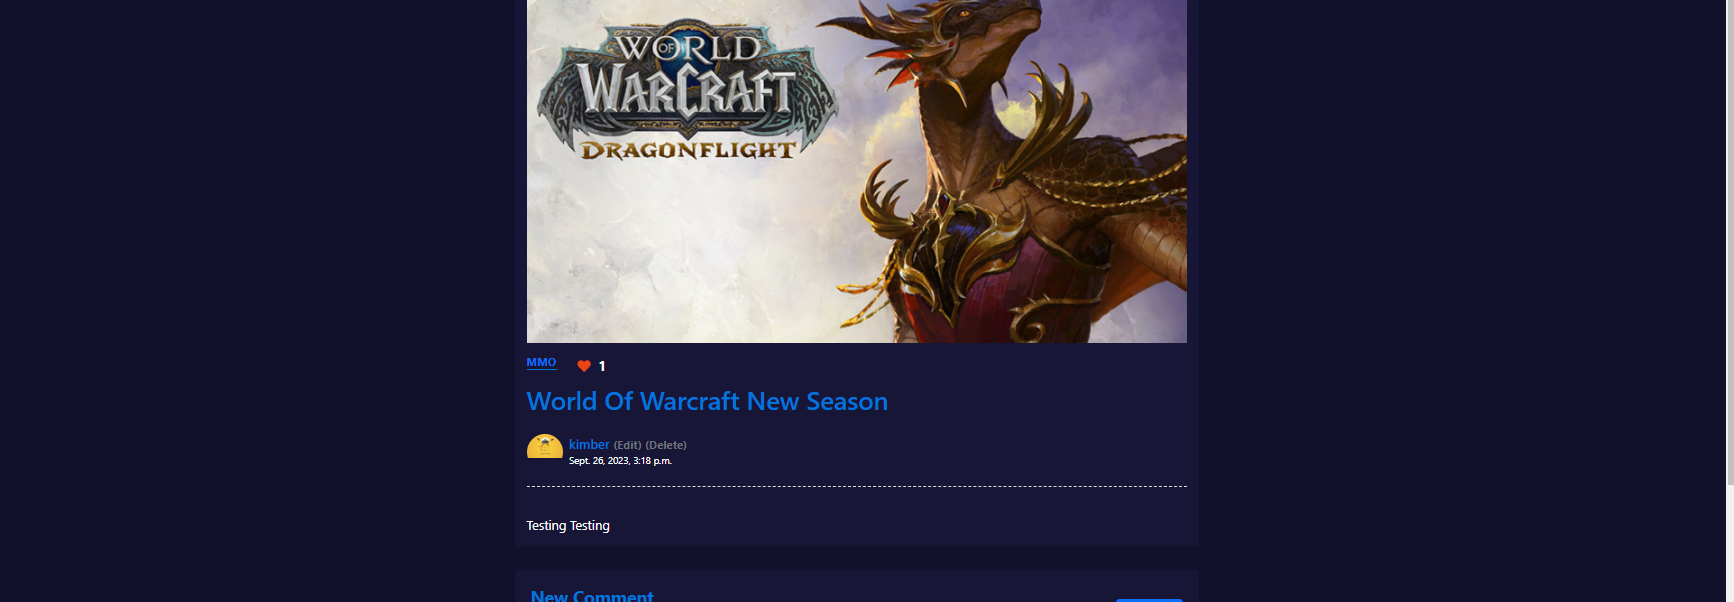 WORLD
OF
WARCRAFT
DRAGONFLIGHT
MMO
1
World Of Warcraft New Season
kimber (Edit) (Delete)
Sept. 26, 2023, 3:18 p.m.
Testing Testing
New Comment